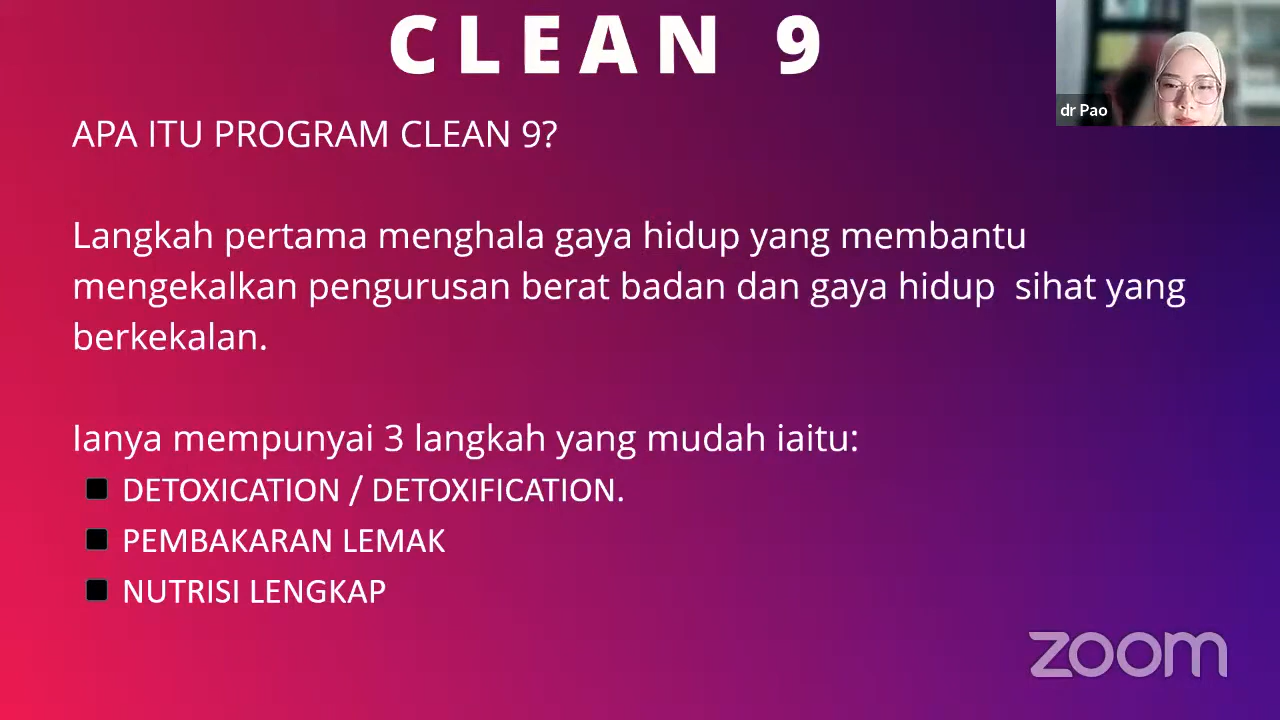 CLEAN 9
dr Pao
APA ITU PROGRAM CLEAN 9?
Langkah pertama menghala gaya hidup yang membantu
mengekalkan pengurusan berat badan dan gaya hidup sihat yang
berkekalan.
Ianya mempunyai 3 langkah yang mudah iaitu:
DETOXICATION / DETOXIFICATION.
PEMBAKARAN LEMAK
NUTRISI LENGKAP
zoom